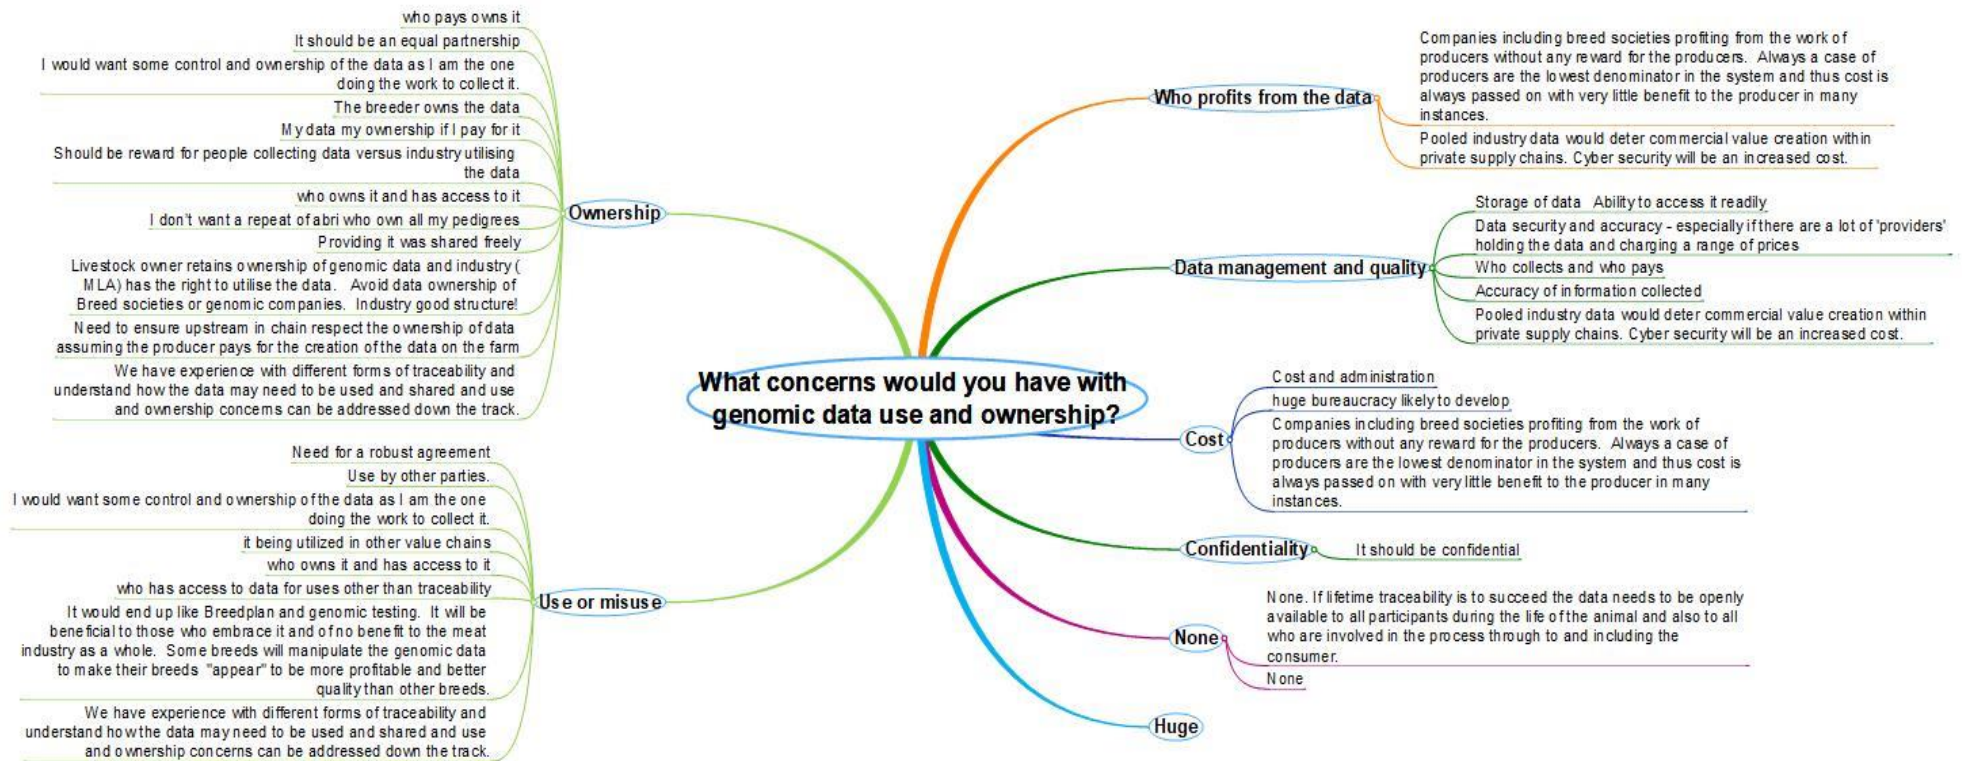 What concerns would you have with
genomic data use and ownership?
Ownership
who pays owns it
It should be an equal partnership
I would want some control and ownership of the data as I am the one
doing the work to collect it.
The breeder owns the data
My data my ownership if I pay for it
Should be reward for people collecting data versus industry utilising
the data
who owns it and has access to it
I don't want a repeat of abri who own all my pedigrees
Providing it was shared freely
Livestock owner retains ownership of genomic data and industry (
MLA) has the right to utilise the data. Avoid data ownership of
Breed societies or genomic companies. Industry good structure!
Need to ensure upstream in chain respect the ownership of data
assuming the producer pays for the creation of the data on the farm
We have experience with different forms of traceability and
understand how the data may need to be used and shared and use
and ownership concerns can be addressed down the track.
Use or misuse
Need for a robust agreement
Use by other parties.
I would want some control and ownership of the data as I am the one
doing the work to collect it.
it being utilized in other value chains
who owns it and has access to it
who has access to data for uses other than traceability
It would end up like Breedplan and genomic testing. It will be
beneficial to those who embrace it and of no benefit to the meat
industry as a whole. Some breeds will manipulate the genomic data
to make their breeds "appear" to be more profitable and better
quality than other breeds.
We have experience with different forms of traceability and
understand how the data may need to be used and shared and use
and ownership concerns can be addressed down the track.
Who profits from the data
Companies including breed societies profiting from the work of
producers without any reward for the producers. Always a case of
producers are the lowest denominator in the system and thus cost is
always passed on with very little benefit to the producer in many
instances.
Pooled industry data would deter commercial value creation within
private supply chains. Cyber security will be an increased cost.
Data management and quality
Storage of data Ability to access it readily
Data security and accuracy - especially if there are a lot of 'providers'
holding the data and charging a range of prices
Who collects and who pays
Accuracy of information collected
Pooled industry data would deter commercial value creation within
private supply chains. Cyber security will be an increased cost.
Cost
Cost and administration
huge bureaucracy likely to develop
Companies including breed societies profiting from the work of
producers without any reward for the producers. Always a case of
producers are the lowest denominator in the system and thus cost is
always passed on with very little benefit to the producer in many
instances.
Confidentiality
It should be confidential
None
None. If lifetime traceability is to succeed the data needs to be openly
available to all participants during the life of the animal and also to all
who are involved in the process through to and including the
consumer.
None
Huge